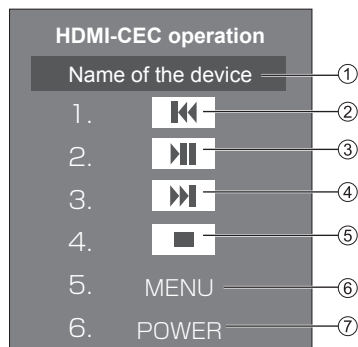 HDMI-CEC operation
Name of the device ①
1. ②
2. ③
3. ④
4. ⑤
5. MENU ⑥
6. POWER ⑦